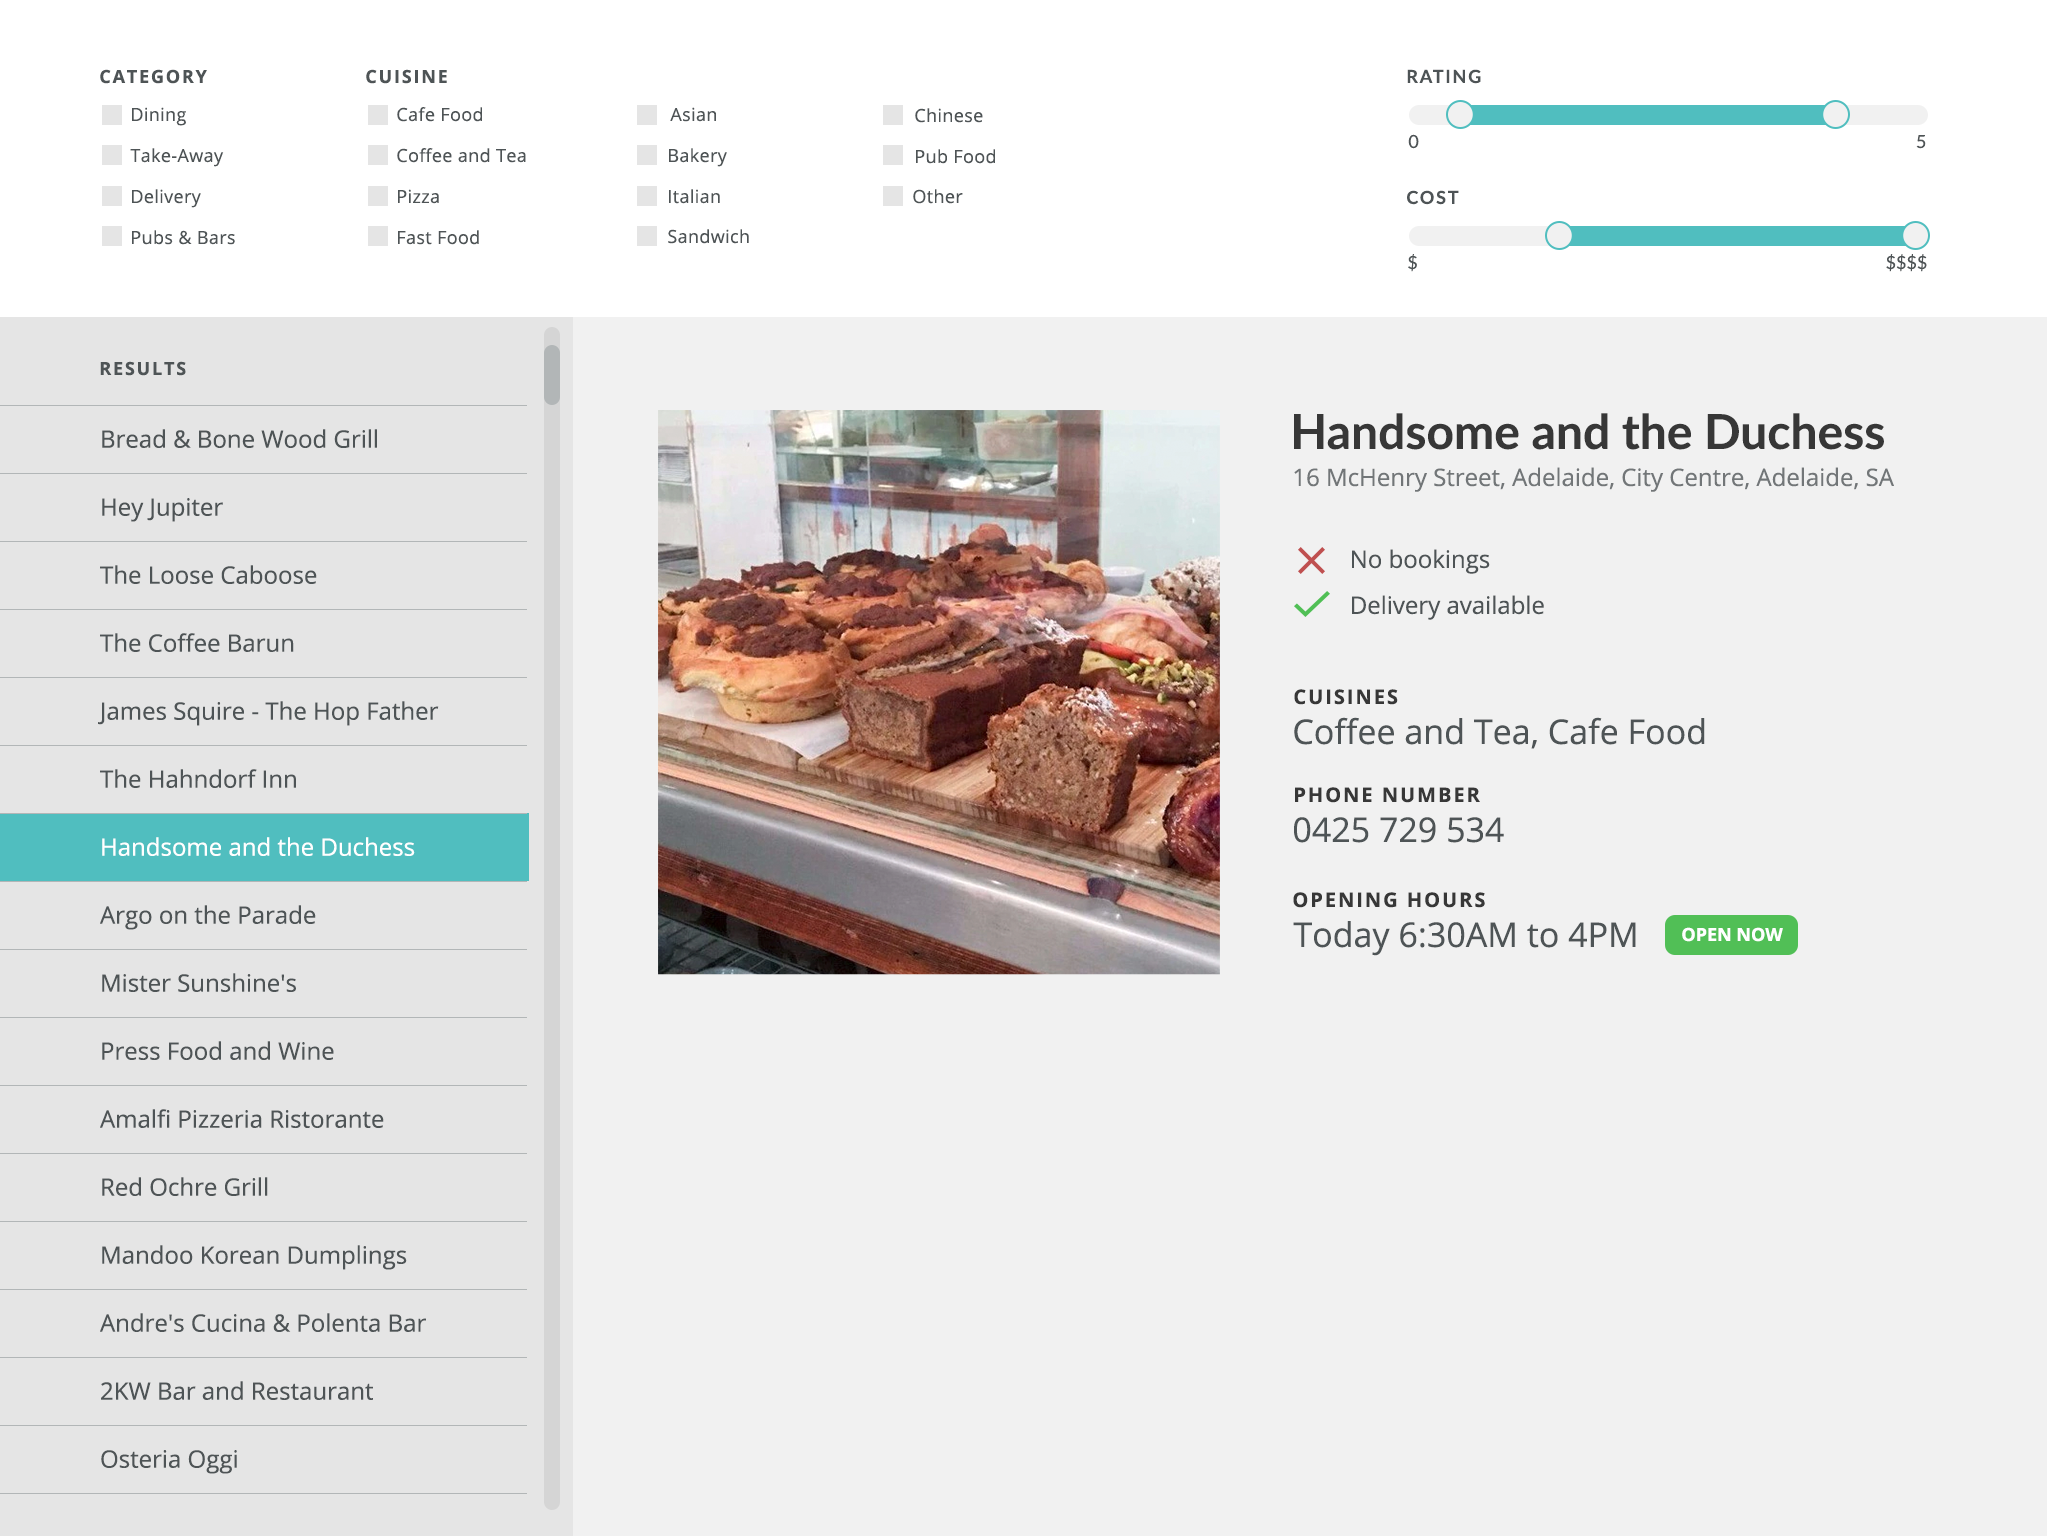 CATEGORY
Dining
Take-Away
Delivery
Pubs & Bars
CUISINE
Cafe Food
Coffee and Tea
Pizza
Fast Food
Asian
Bakery
Italian
Sandwich
Chinese
Pub Food
Other
RATING
0 5
COST
$ $$$$
RESULTS
Bread & Bone Wood Grill
Hey Jupiter
The Loose Caboose
The Coffee Barun
James Squire - The Hop Father
The Hahndorf Inn
Handsome and the Duchess
Argo on the Parade
Mister Sunshine's
Press Food and Wine
Amalfi Pizzeria Ristorante
Red Ochre Grill
Mandoo Korean Dumplings
Andre's Cucina & Polenta Bar
2KW Bar and Restaurant
Osteria Oggi
Handsome and the Duchess
16 McHenry Street, Adelaide, City Centre, Adelaide, SA
No bookings
Delivery available
CUISINES
Coffee and Tea, Cafe Food
PHONE NUMBER
0425 729 534
OPENING HOURS
Today 6:30AM to 4PM OPEN NOW